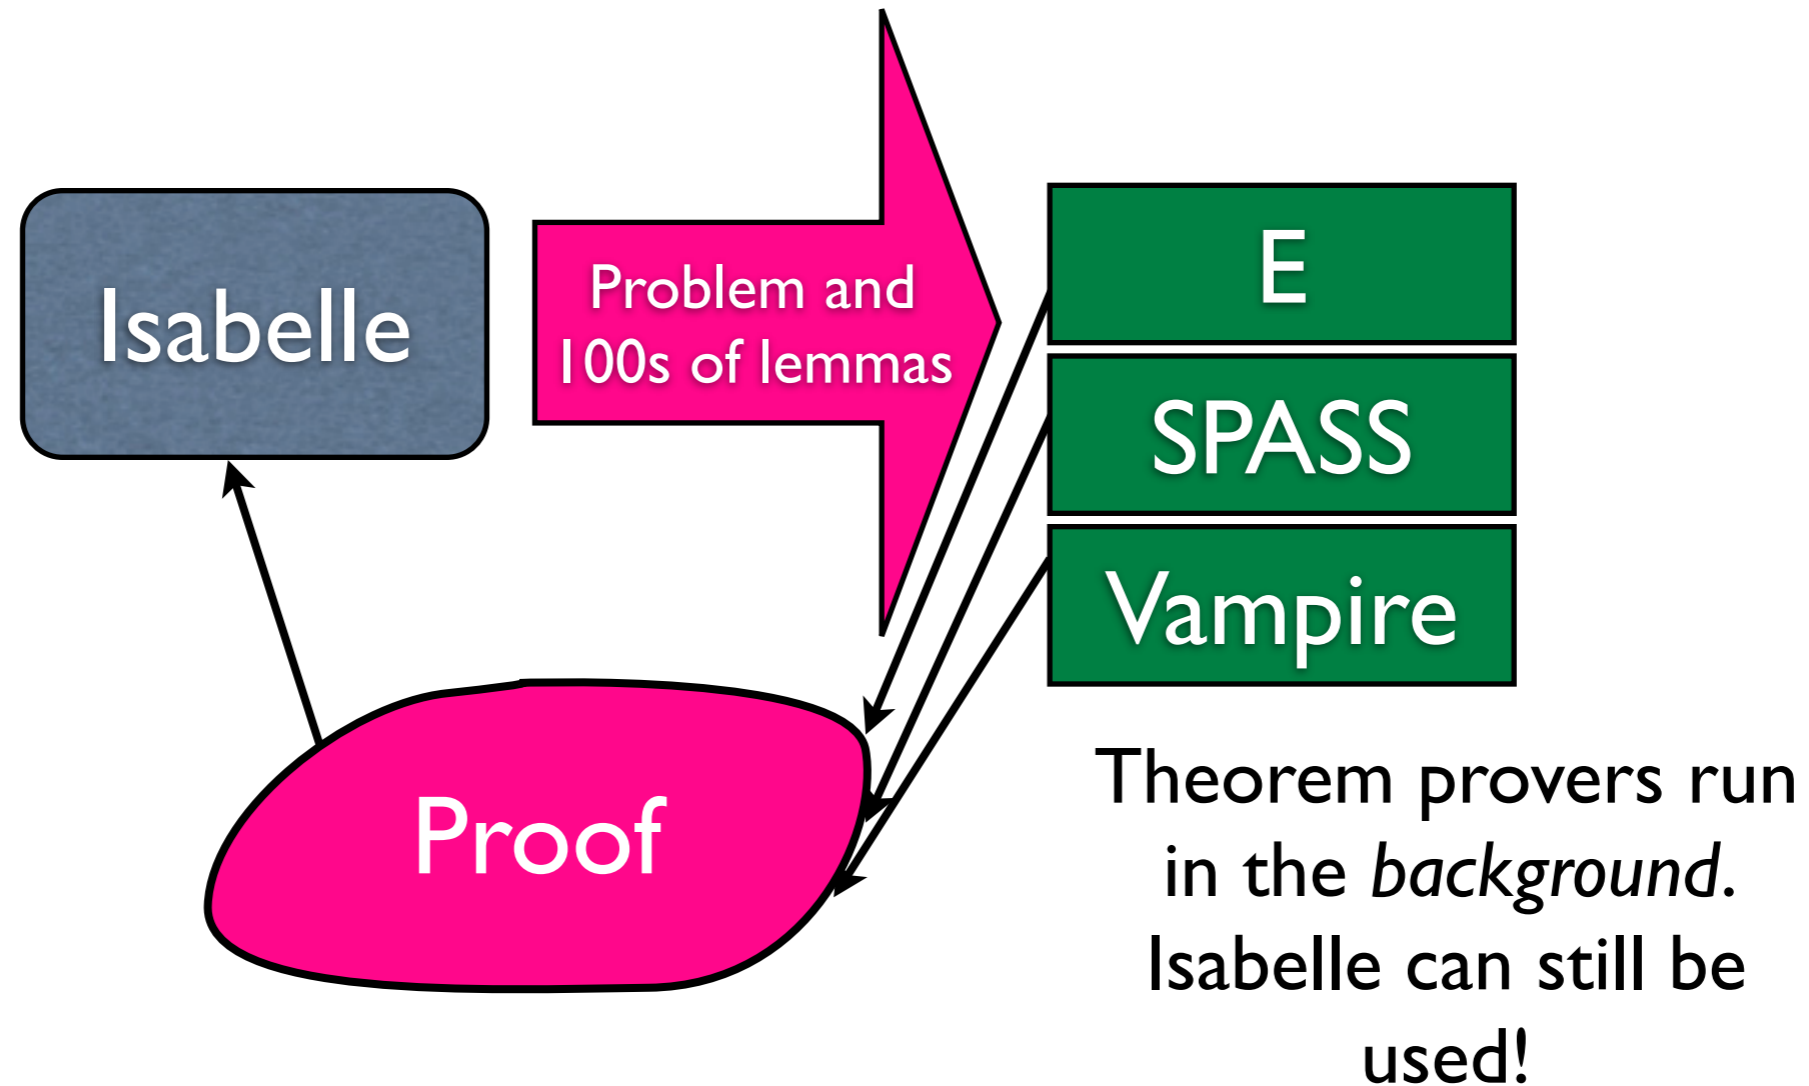 Isabelle
Problem and
100s of lemmas
E
SPASS
Vampire
Proof
Theorem provers run
in the background.
Isabelle can still be
used!